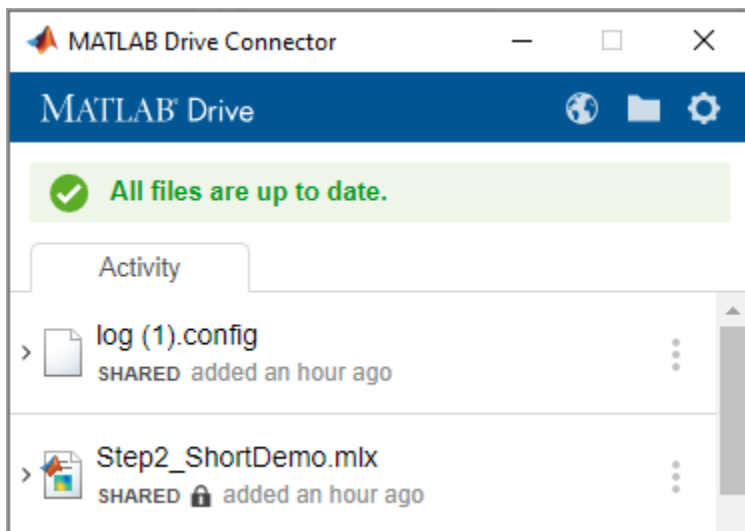 MATLAB Drive Connector
MATLAB® Drive
All files are up to date.
Activity
log (1).config
SHARED added an hour ago
Step2_ShortDemo.mlx
SHARED added an hour ago